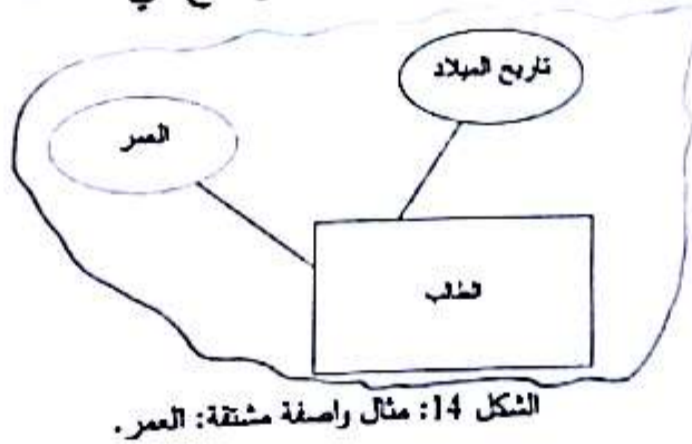 تاريخ الميلاد
العمر
الطالب
الشكل 14: مثال واصفة مشتقة: العمر.